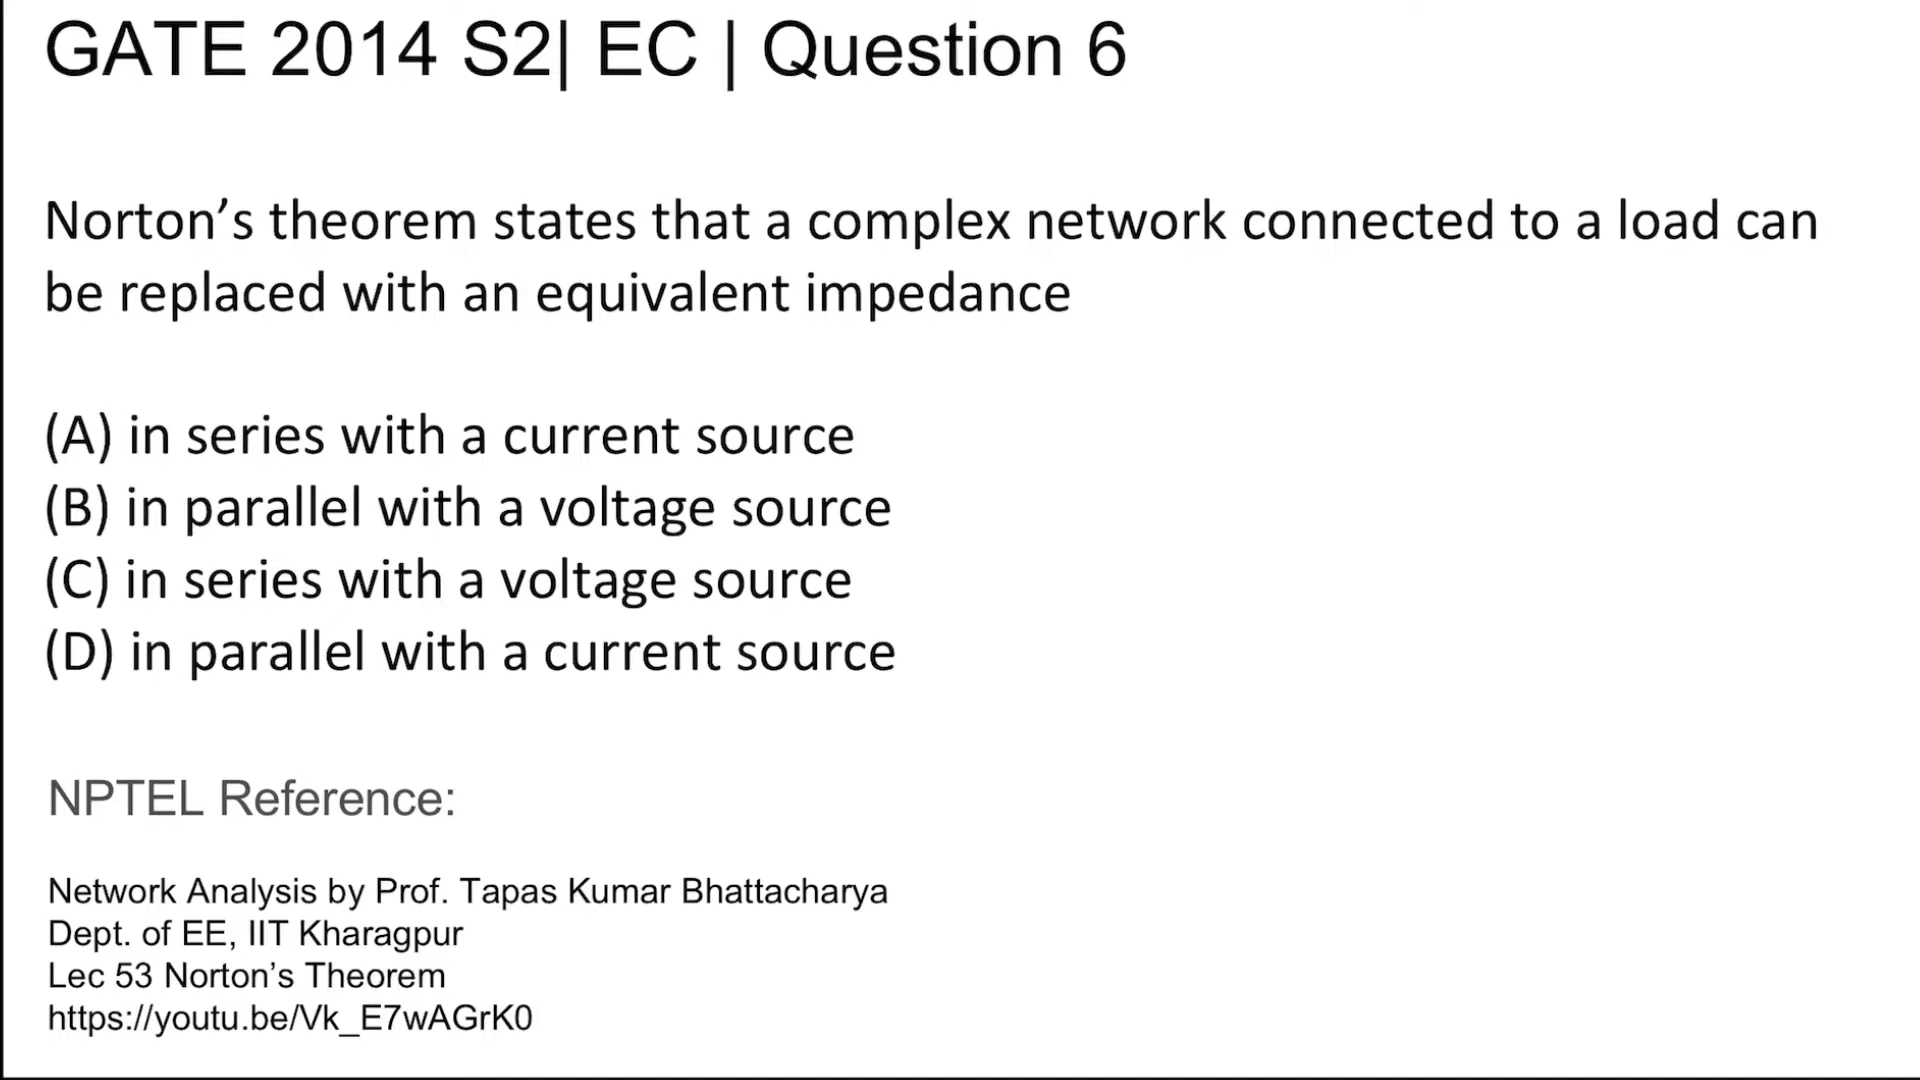 GATE 2014 S2| EC | Question 6
Norton’s theorem states that a complex network connected to a load can
be replaced with an equivalent impedance
(A) in series with a current source
(B) in parallel with a voltage source
(C) in series with a voltage source
(D) in parallel with a current source
NPTEL Reference:
Network Analysis by Prof. Tapas Kumar Bhattacharya
Dept. of EE, IIT Kharagpur
Lec 53 Norton’s Theorem
https://youtu.be/Vk_E7wAGrK0